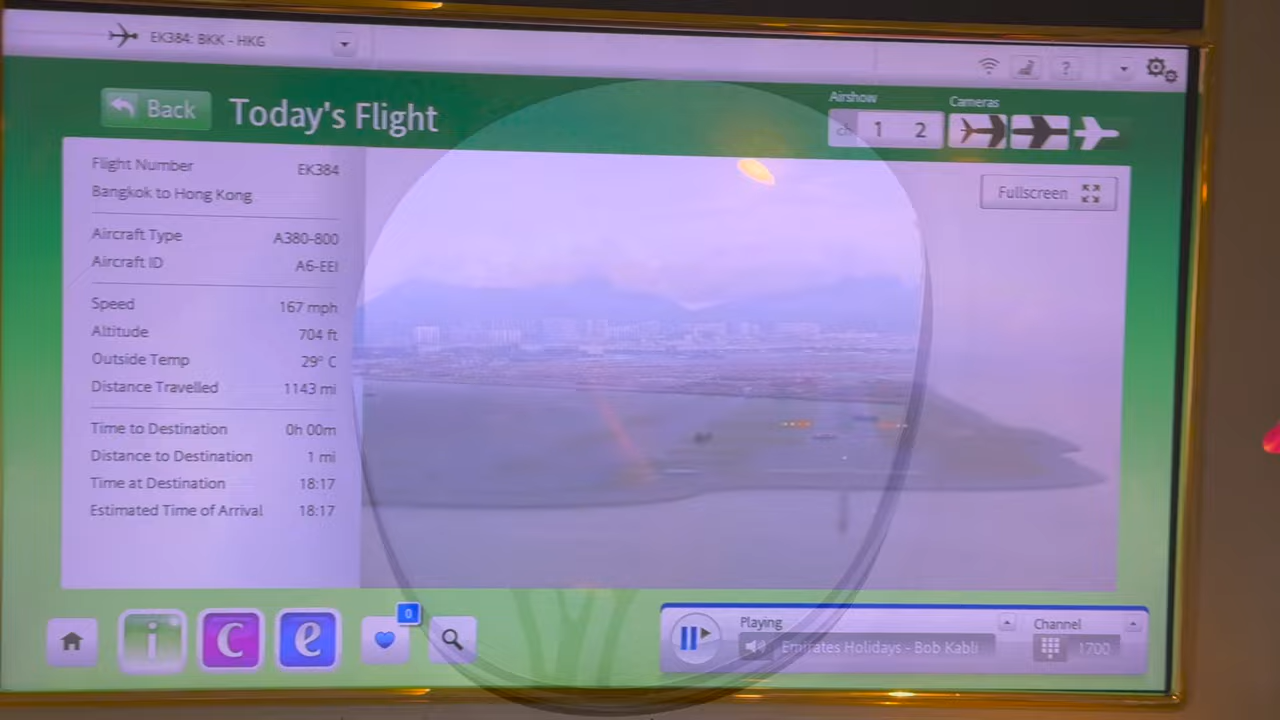 EK384: BKK - HKG
?
Back
Today's Flight
Airshow
Cameras
ch 1 2
Flight Number EK384
Bangkok to Hong Kong
Aircraft Type A380-800
Aircraft ID A6-EEI
Speed 167 mph
Altitude 704 ft
Outside Temp 29° C
Distance Travelled 1143 mi
Time to Destination 0h 00m
Distance to Destination 1 mi
Time at Destination 18:17
Estimated Time of Arrival 18:17
Fullscreen
i c e
0
Playing
Emirates Holidays - Bob Kabli
Channel
1700